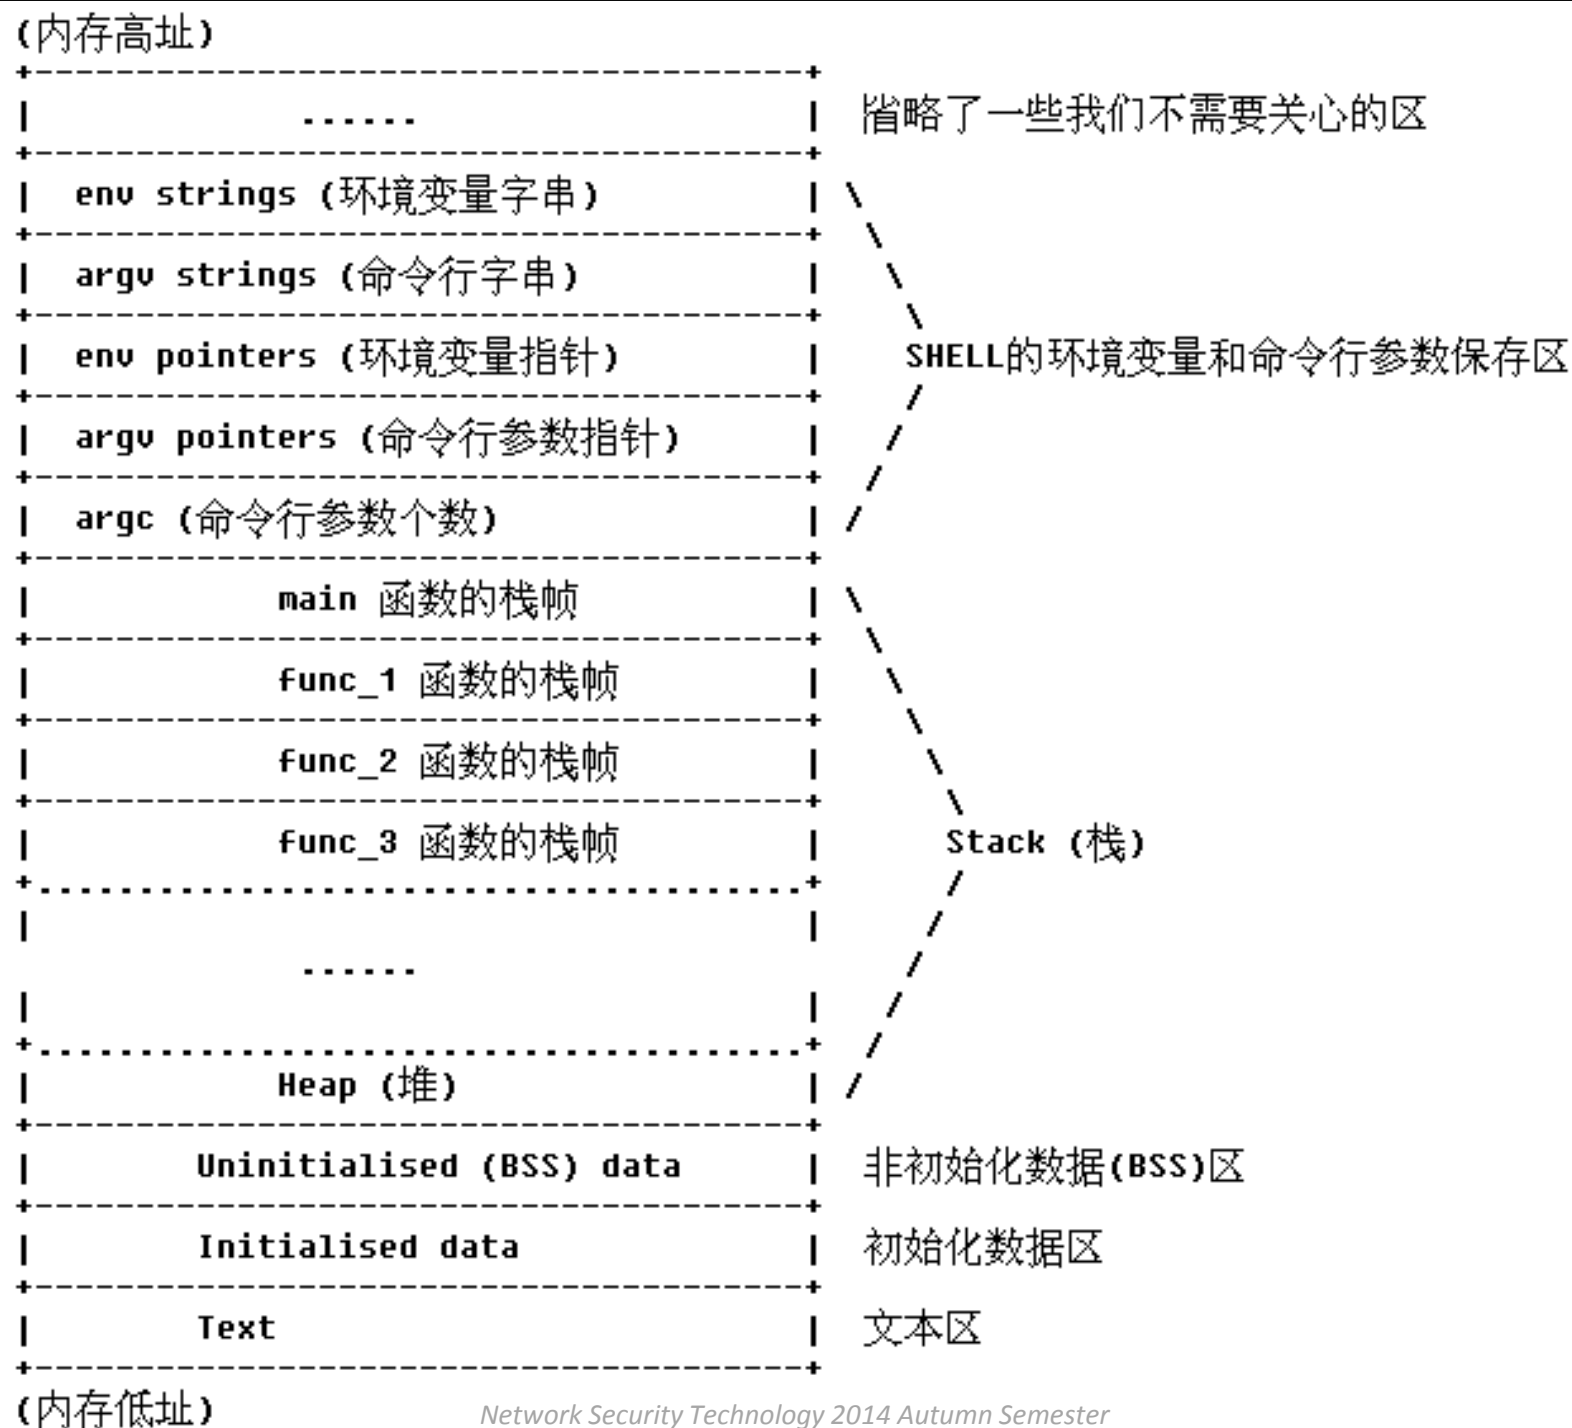 (内存高址)
...... 省略了一些我们不需要关心的区
env strings (环境变量字串)
argv strings (命令行字串)
env pointers (环境变量指针) SHELL的环境变量和命令行参数保存区
argv pointers (命令行参数指针)
argc (命令行参数个数)
main 函数的栈帧
func_1 函数的栈帧
func_2 函数的栈帧
func_3 函数的栈帧 Stack (栈)
......
Heap (堆)
Uninitialised (BSS) data 非初始化数据(BSS)区
Initialised data 初始化数据区
Text 文本区
(内存低址)
Network Security Technology 2014 Autumn Semester